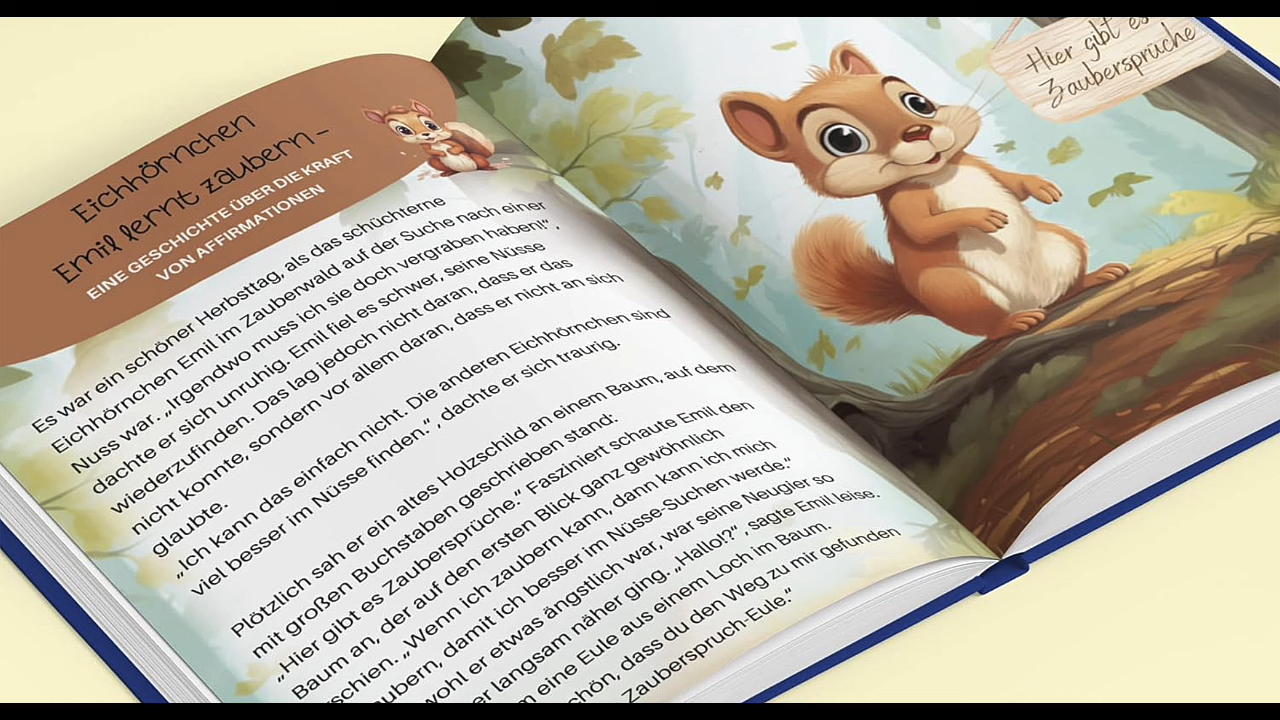 Eichhörnchen
Emil lernt zaubern –
EINE GESCHICHTE ÜBER DIE KRAFT
VON AFFIRMATIONEN
Es war ein schöner Herbsttag, als das schüchterne
Eichhörnchen Emil im Zauberwald auf der Suche nach einer
Nuss war. „Irgendwo muss ich sie doch vergraben haben!“,
dachte er sich unruhig. Emil fiel es schwer, seine Nüsse
wiederzufinden. Das lag jedoch nicht daran, dass er das
nicht konnte, sondern vor allem daran, dass er nicht an sich
glaubte.
„Ich kann das einfach nicht. Die anderen Eichhörnchen sind
viel besser im Nüsse finden.“, dachte er sich traurig.
Plötzlich sah er ein altes Holzschild an einem Baum, auf dem
mit großen Buchstaben geschrieben stand:
„Hier gibt es Zaubersprüche.“ Fasziniert schaute Emil den
Baum an, der auf den ersten Blick ganz gewöhnlich
schien. „Wenn ich zaubern kann, dann kann ich mich
zaubern, damit ich besser im Nüsse-Suchen werde.“
wohl er etwas ängstlich war, war seine Neugier so
er langsam näher ging. „Hallo!?“, sagte Emil leise.
eine Eule aus einem Loch im Baum.
schön, dass du den Weg zu mir gefunden
Zauberspruch-Eule.“
Hier gibt es
Zaubersprüche